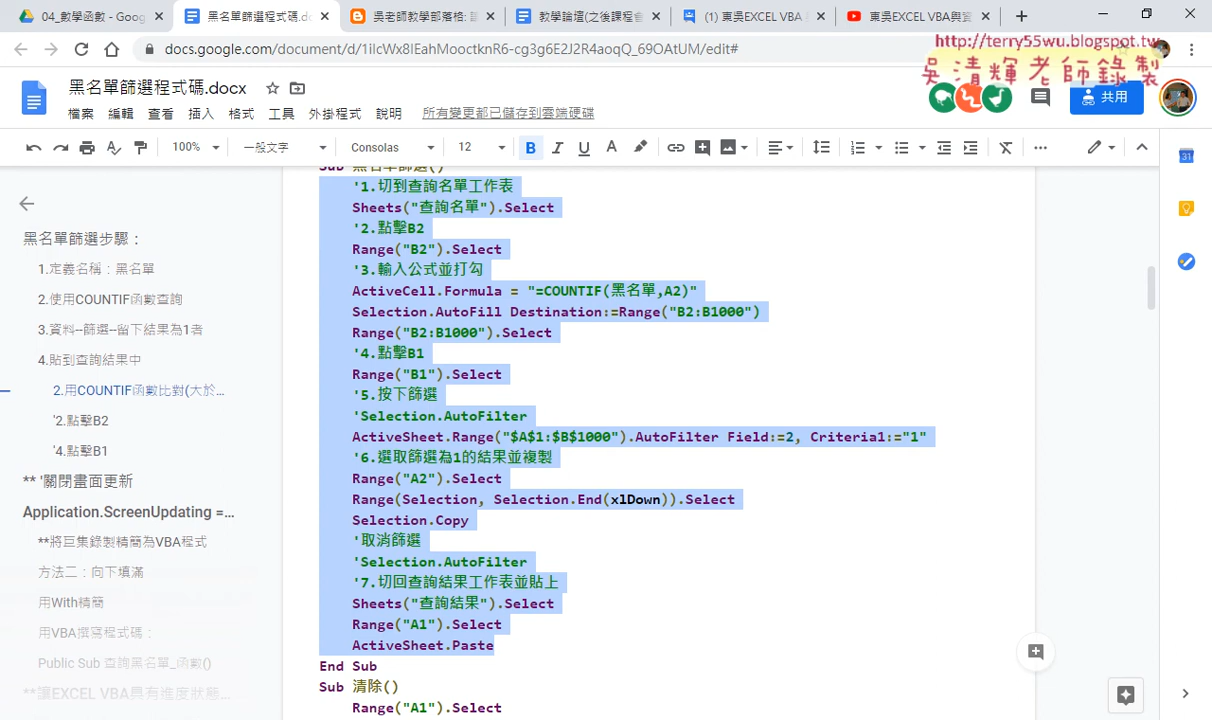 04_數學函數 - Goog
黑名單篩選程式碼.d
吳老師教學部落格:
教學論壇(之後課程會
(1) 東吳EXCEL VBA
東吳EXCEL VBA與資
docs.google.com/document/d/1ilcWx8IEahMooctknR6-cg3g6E2J2R4aoqQ_69OAtUM/edit#
http://terry55wu.blogspot.tw
吳清輝老師錄製
黑名單篩選程式碼.docx
檔案 編輯 查看 插入 格式 工具 外掛程式 說明 所有變更都已儲存到雲端硬碟
共用
100% 一般文字 Consolas 12 B I U A
31
黑名單篩選步驟：
1.定義名稱：黑名單
2.使用COUNTIF函數查詢
3.資料--篩選--留下結果為1者
4.貼到查詢結果中
2.用COUNTIF函數比對(大於...
'2.點擊B2
'4.點擊B1
** '關閉畫面更新
Application.ScreenUpdating =...
**將巨集錄製精簡為VBA程式
方法二：向下填滿
用With精簡
用VBA撰寫程式碼：
Public Sub 查詢黑名單_函數()
**讓EXCEL VBA具有進度狀態...
Sub 黑名單篩選()
'1.切到查詢名單工作表
Sheets("查詢名單").Select
'2.點擊B2
Range("B2").Select
'3.輸入公式並打勾
ActiveCell.Formula = "=COUNTIF(黑名單,A2)"
Selection.AutoFill Destination:=Range("B2:B1000")
Range("B2:B1000").Select
'4.點擊B1
Range("B1").Select
'5.按下篩選
'Selection.AutoFilter
ActiveSheet.Range("$A$1:$B$1000").AutoFilter Field:=2, Criteria1:="1"
'6.選取篩選為1的結果並複製
Range("A2").Select
Range(Selection, Selection.End(xlDown)).Select
Selection.Copy
'取消篩選
'Selection.AutoFilter
'7.切回查詢結果工作表並貼上
Sheets("查詢結果").Select
Range("A1").Select
ActiveSheet.Paste
End Sub
Sub 清除()
Range("A1").Select